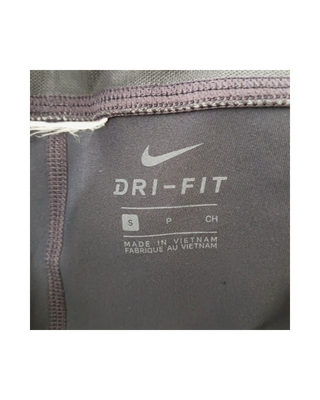 DRI-FIT
S P CH
MADE IN VIETNAM
FABRIQUE AU VIETNAM